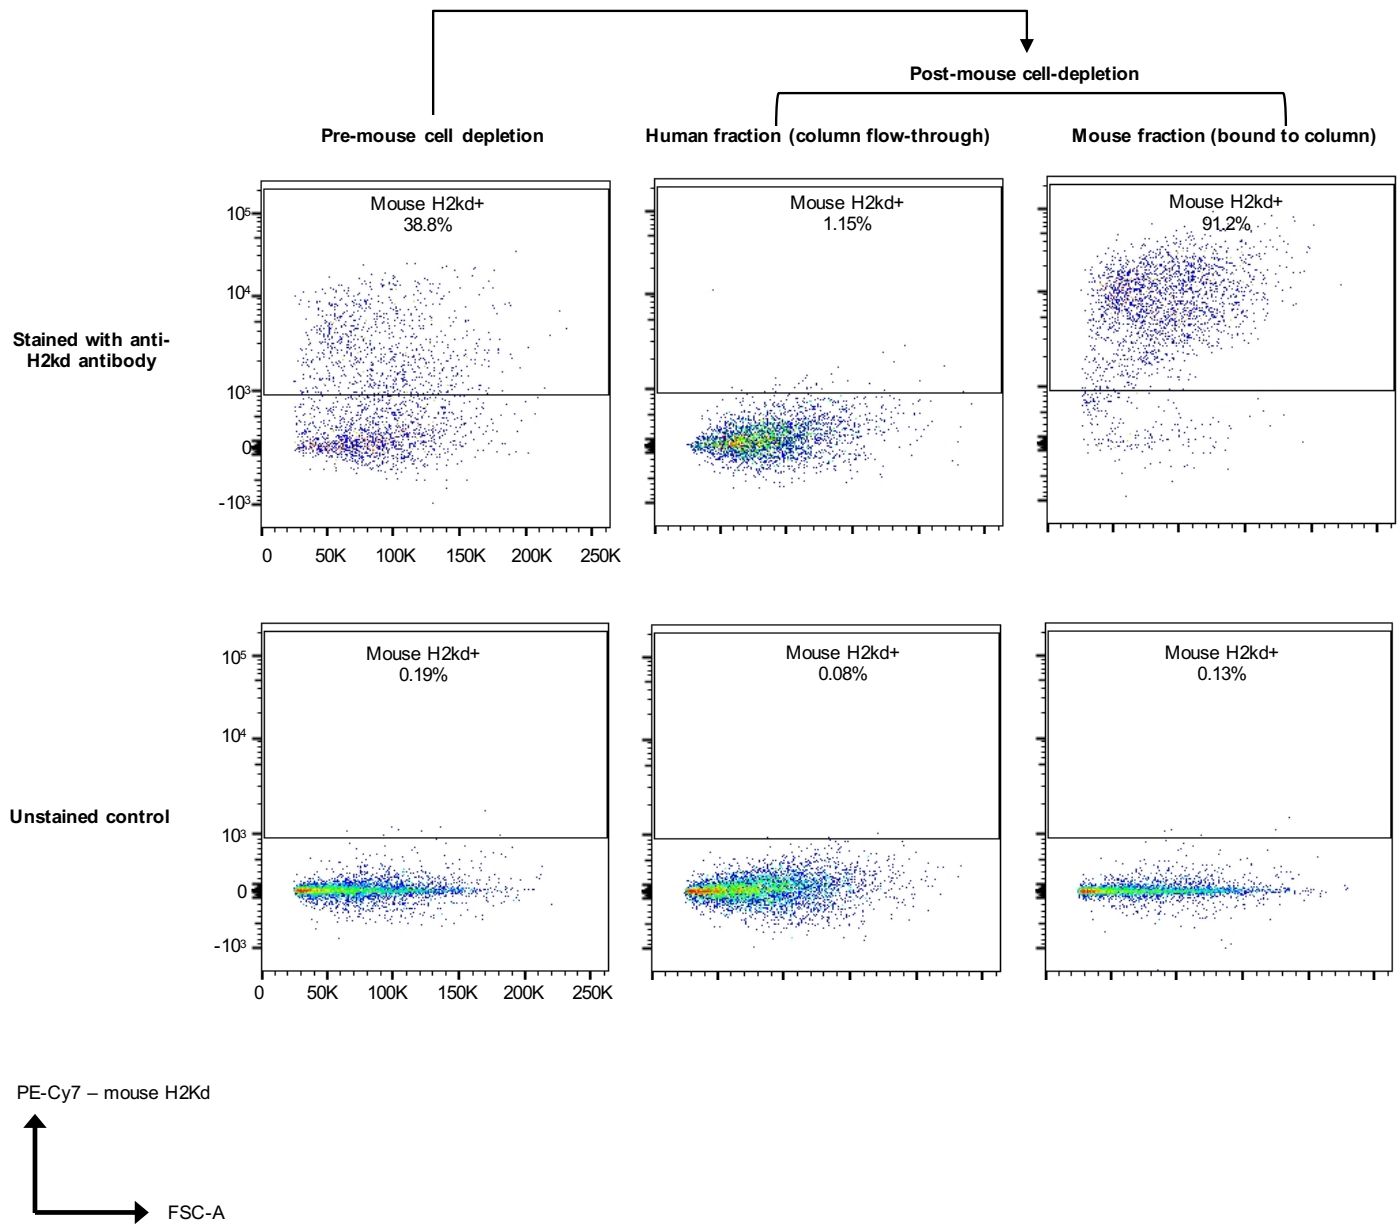 Post-mouse cell-depletion
Pre-mouse cell depletion
Human fraction (column flow-through)
Mouse fraction (bound to column)
Stained with anti-
H2kd antibody
10⁵
10⁴
10³
0
-10³
Mouse H2kd+
38.8%
0 50K 100K 150K 200K 250K
Mouse H2kd+
1.15%
Mouse H2kd+
91.2%
Unstained control
10⁵
10⁴
10³
0
-10³
Mouse H2kd+
0.19%
0 50K 100K 150K 200K 250K
Mouse H2kd+
0.08%
Mouse H2kd+
0.13%
PE-Cy7 – mouse H2Kd
FSC-A